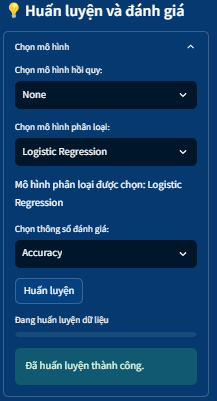 💡 Huấn luyện và đánh giá
Chọn mô hình
Chọn mô hình hồi quy:
None
Chọn mô hình phân loại:
Logistic Regression
Mô hình phân loại được chọn: Logistic
Regression
Chọn thông số đánh giá:
Accuracy
Huấn luyện
Đang huấn luyện dữ liệu
Đã huấn luyện thành công.